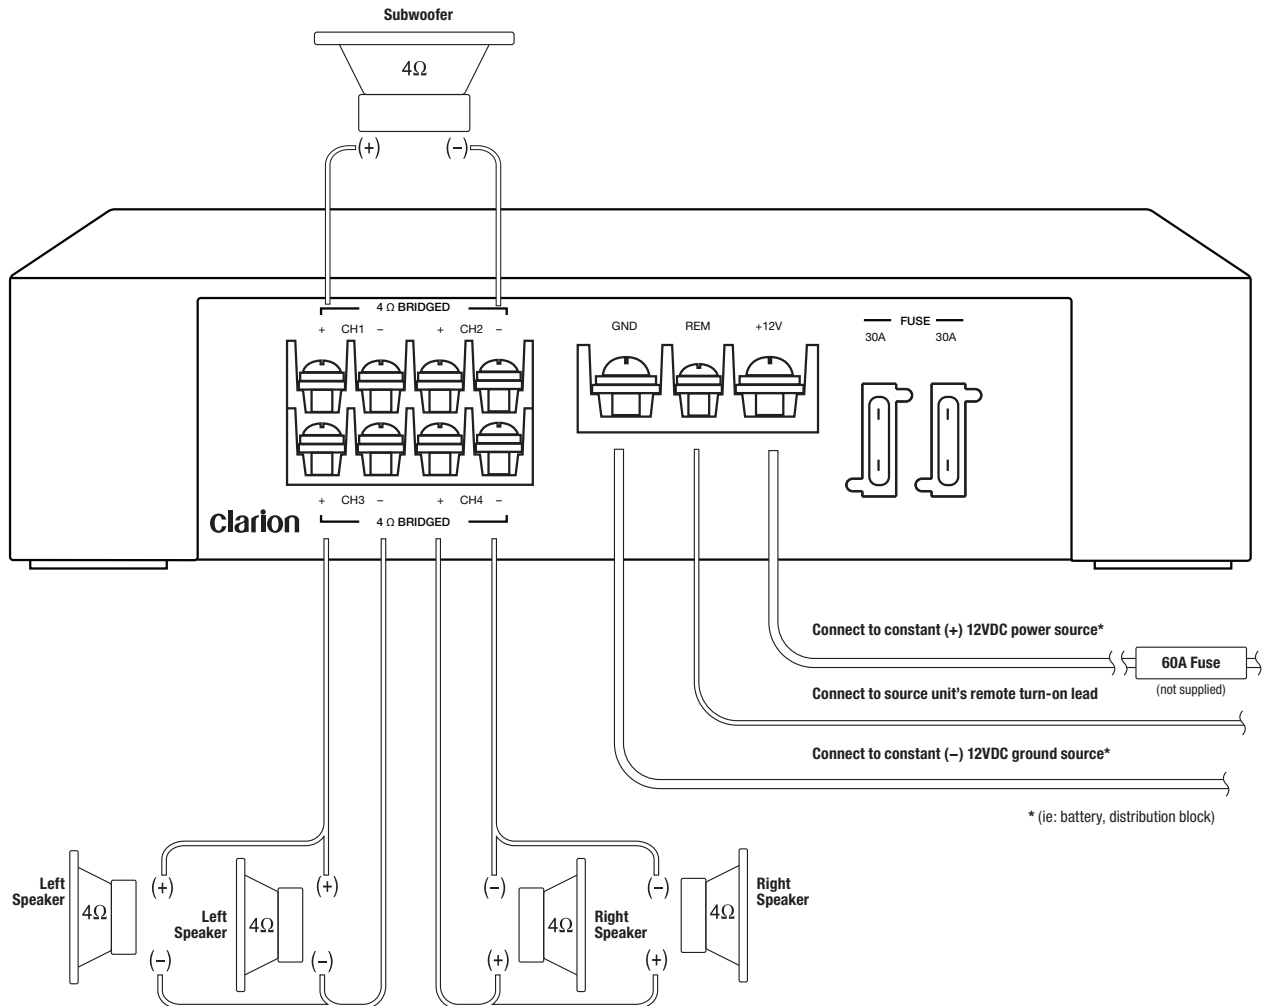 Subwoofer
4Ω
(+) (−)
4 Ω BRIDGED
+ CH1 − + CH2 −
GND REM +12V
FUSE
30A 30A
+ CH3 − + CH4 −
clarion
4 Ω BRIDGED
Connect to constant (+) 12VDC power source*
60A Fuse
(not supplied)
Connect to source unit's remote turn-on lead
Connect to constant (−) 12VDC ground source*
* (ie: battery, distribution block)
Left
Speaker
4Ω
(+)
(−)
Left
Speaker
4Ω
(+)
(−)
(−)
(+)
4Ω
Right
Speaker
(−)
(+)
4Ω
Right
Speaker